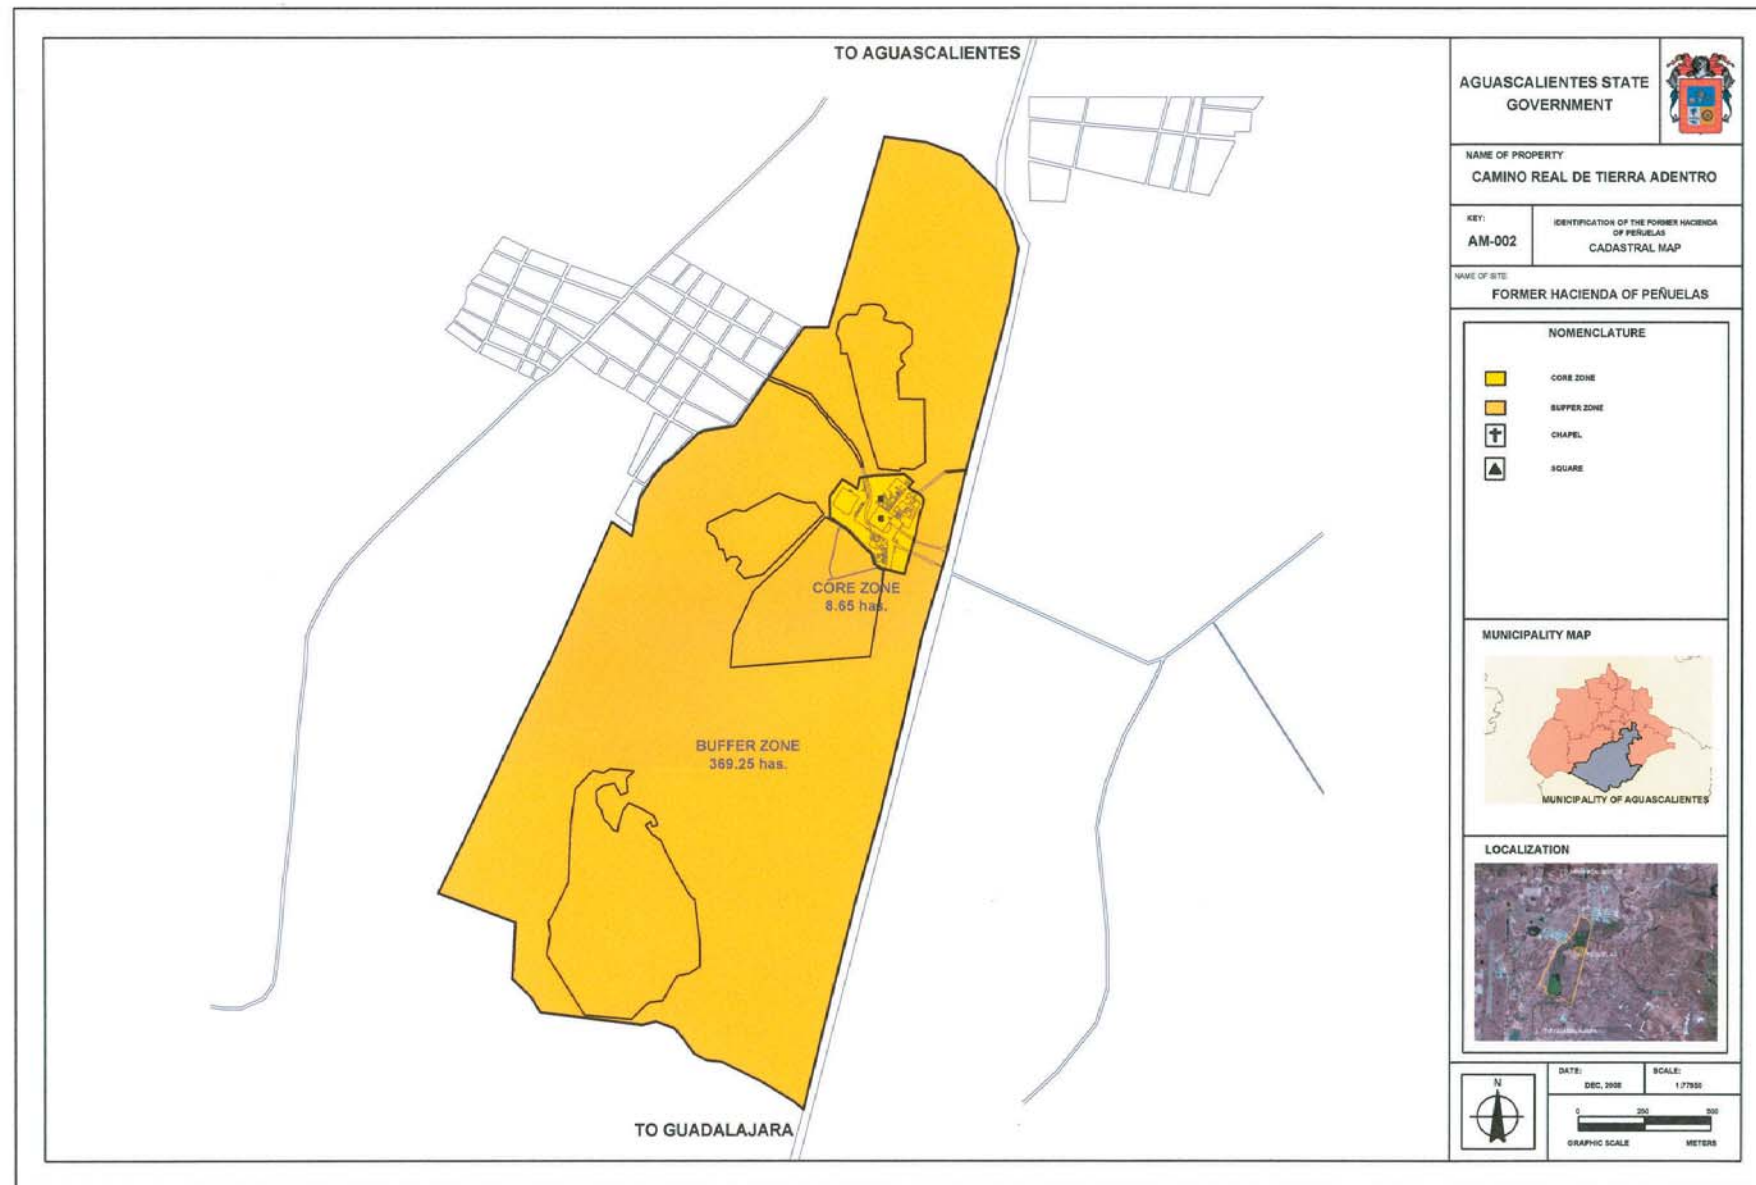 TO AGUASCALIENTES
CORE ZONE
8.65 has.
BUFFER ZONE
369.25 has.
TO GUADALAJARA
AGUASCALIENTES STATE
GOVERNMENT
NAME OF PROPERTY
CAMINO REAL DE TIERRA ADENTRO
KEY:
AM-002
IDENTIFICATION OF THE FORMER HACIENDA
OF PEÑUELAS
CADASTRAL MAP
NAME OF SITE:
FORMER HACIENDA OF PEÑUELAS
NOMENCLATURE
CORE ZONE
BUFFER ZONE
CHAPEL
SQUARE
MUNICIPALITY MAP
MUNICIPALITY OF AGUASCALIENTES
LOCALIZATION
N
DATE:
DEC, 2008
SCALE:
0 250 500
GRAPHIC SCALE METERS